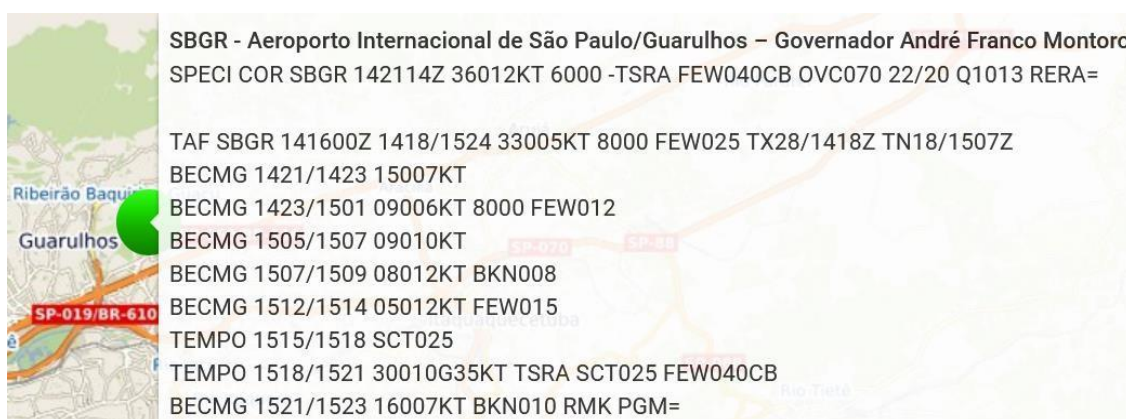 SBGR - Aeroporto Internacional de São Paulo/Guarulhos – Governador André Franco Montoro
SPECI COR SBGR 142114Z 36012KT 6000 -TSRA FEW040CB OVC070 22/20 Q1013 RERA=
TAF SBGR 141600Z 1418/1524 33005KT 8000 FEW025 TX28/1418Z TN18/1507Z
BECMG 1421/1423 15007KT
BECMG 1423/1501 09006KT 8000 FEW012
BECMG 1505/1507 09010KT
BECMG 1507/1509 08012KT BKN008
BECMG 1512/1514 05012KT FEW015
TEMPO 1515/1518 SCT025
TEMPO 1518/1521 30010G35KT TSRA SCT025 FEW040CB
BECMG 1521/1523 16007KT BKN010 RMK PGM=
Ribeirão Baqui
Guarulhos
SP-019/BR-610
SP-070
SP-88
Itaquaquecetuba
Rio Tietê